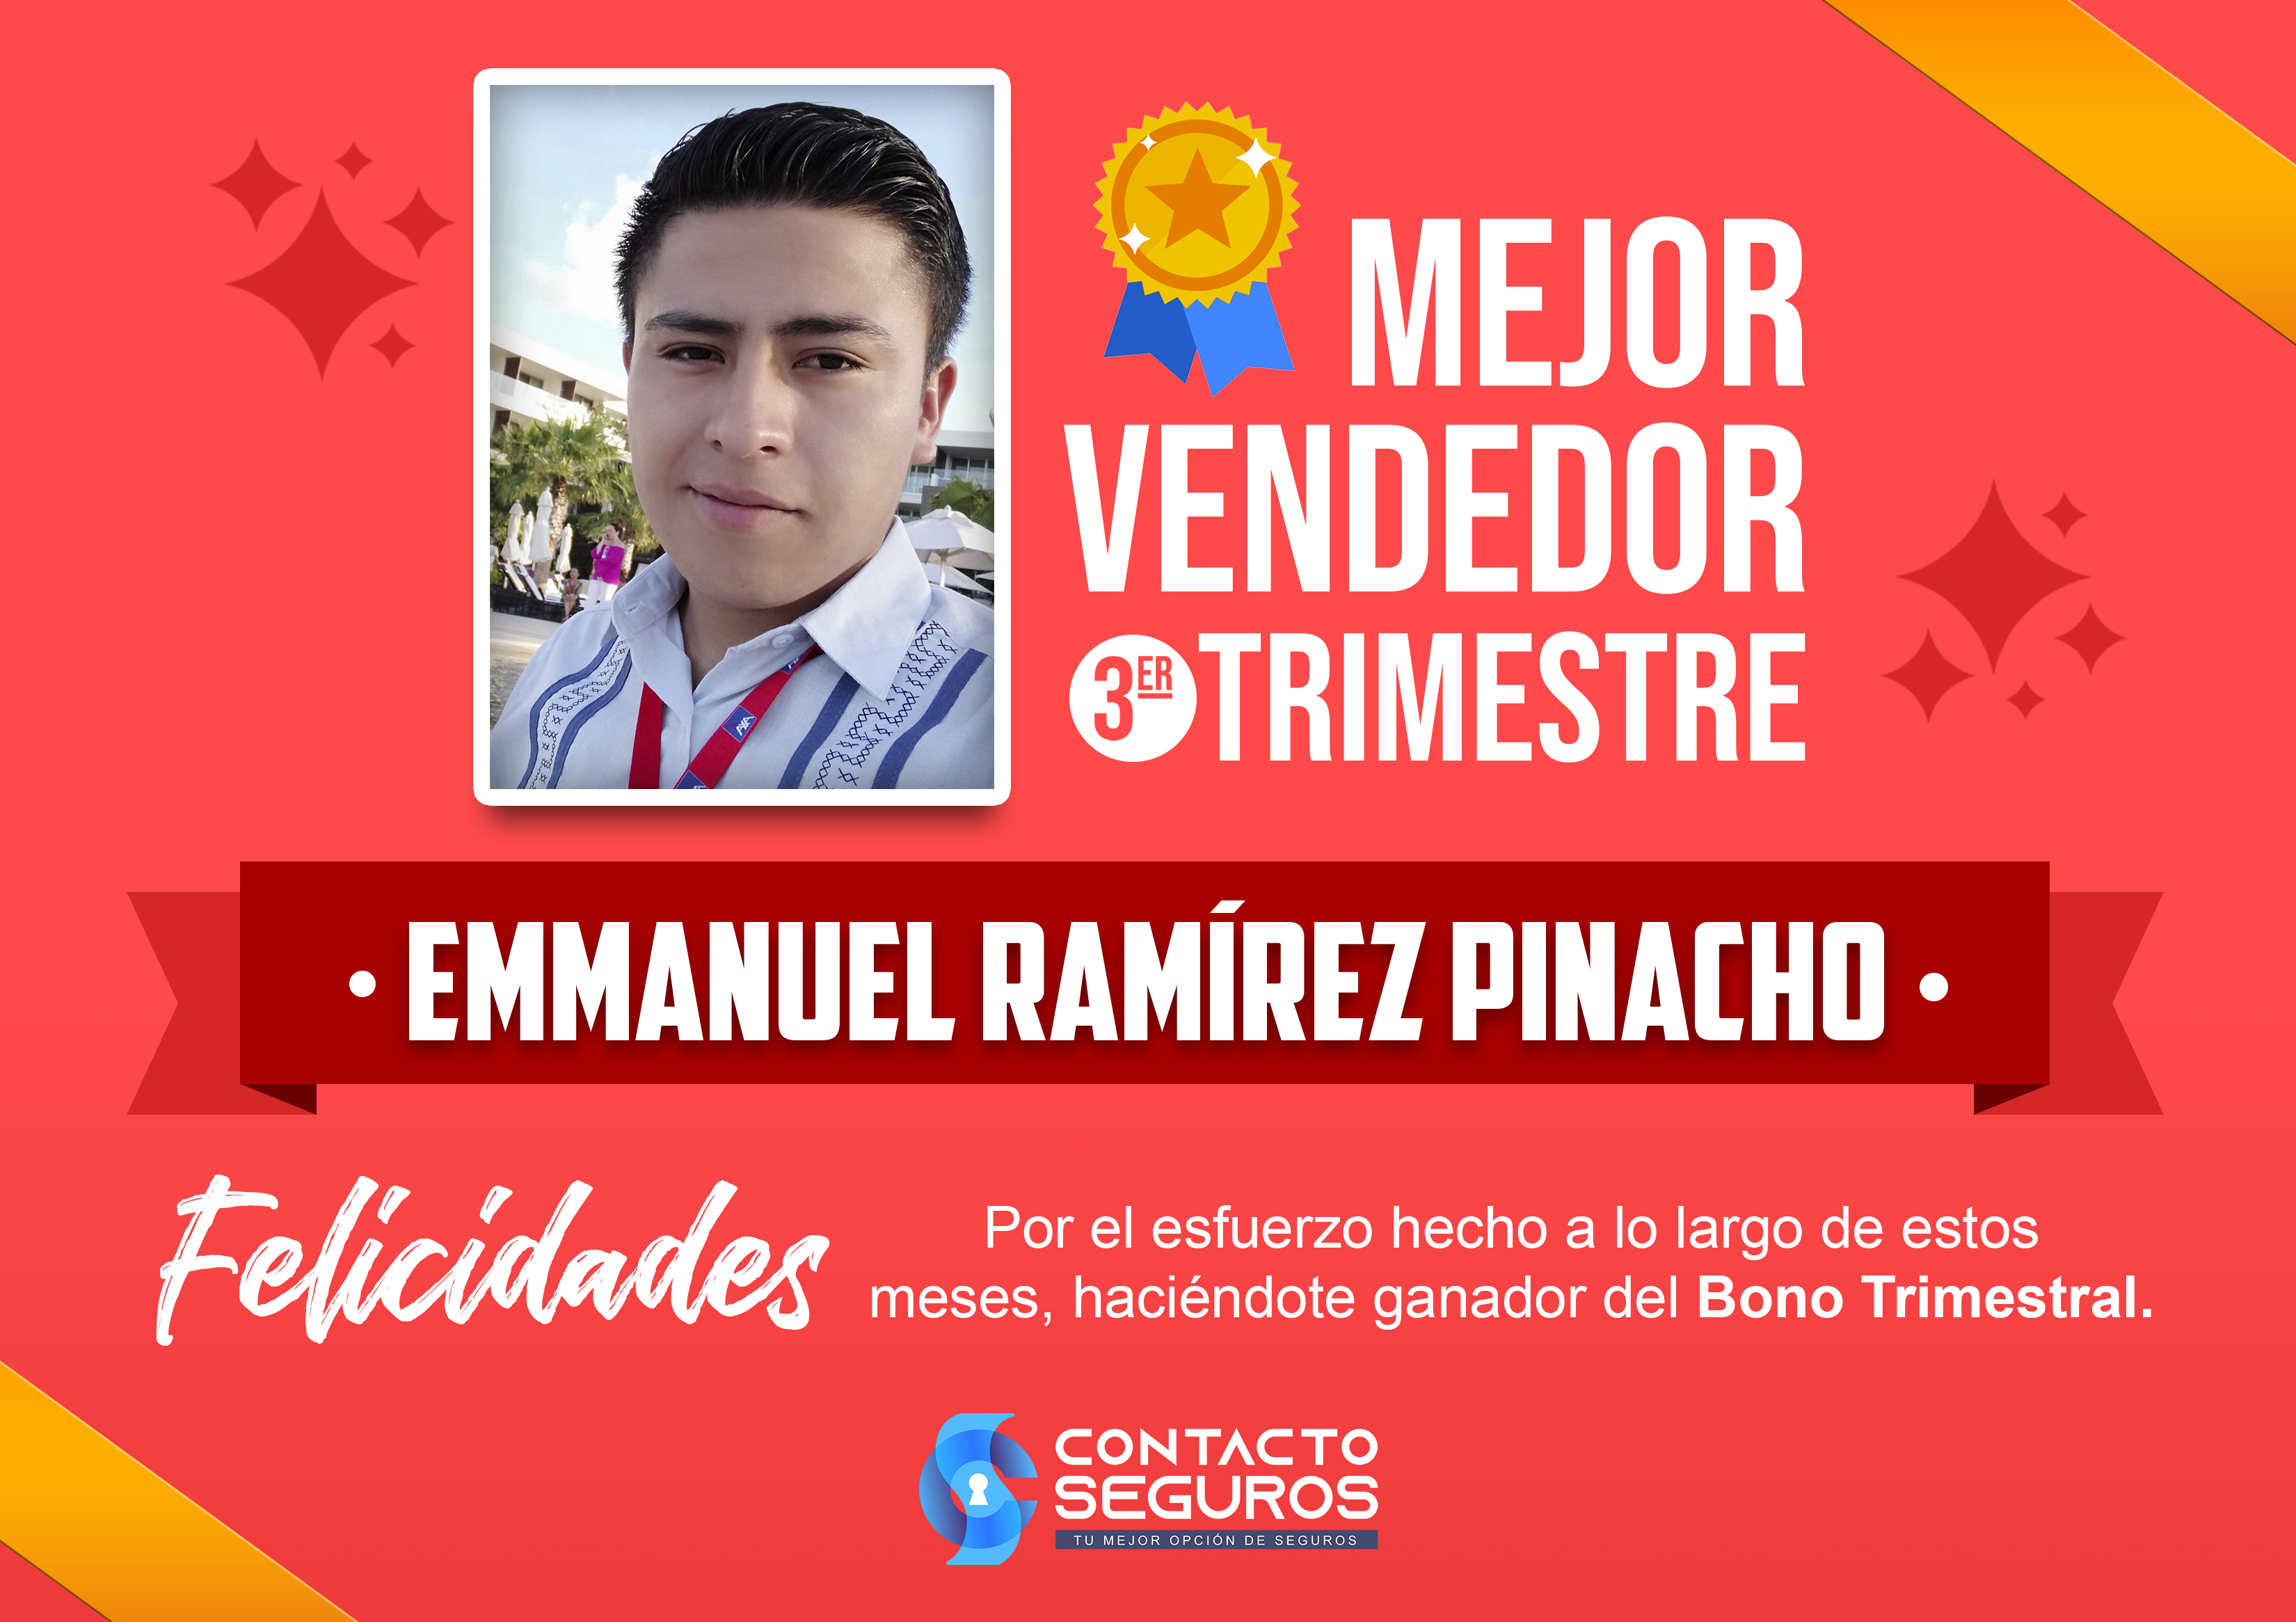 MEJOR
VENDEDOR
3ER TRIMESTRE
AXA
• EMMANUEL RAMÍREZ PINACHO •
Felicidades
Por el esfuerzo hecho a lo largo de estos
meses, haciéndote ganador del Bono Trimestral.
CONTACTO
SEGUROS
TU MEJOR OPCIÓN DE SEGUROS